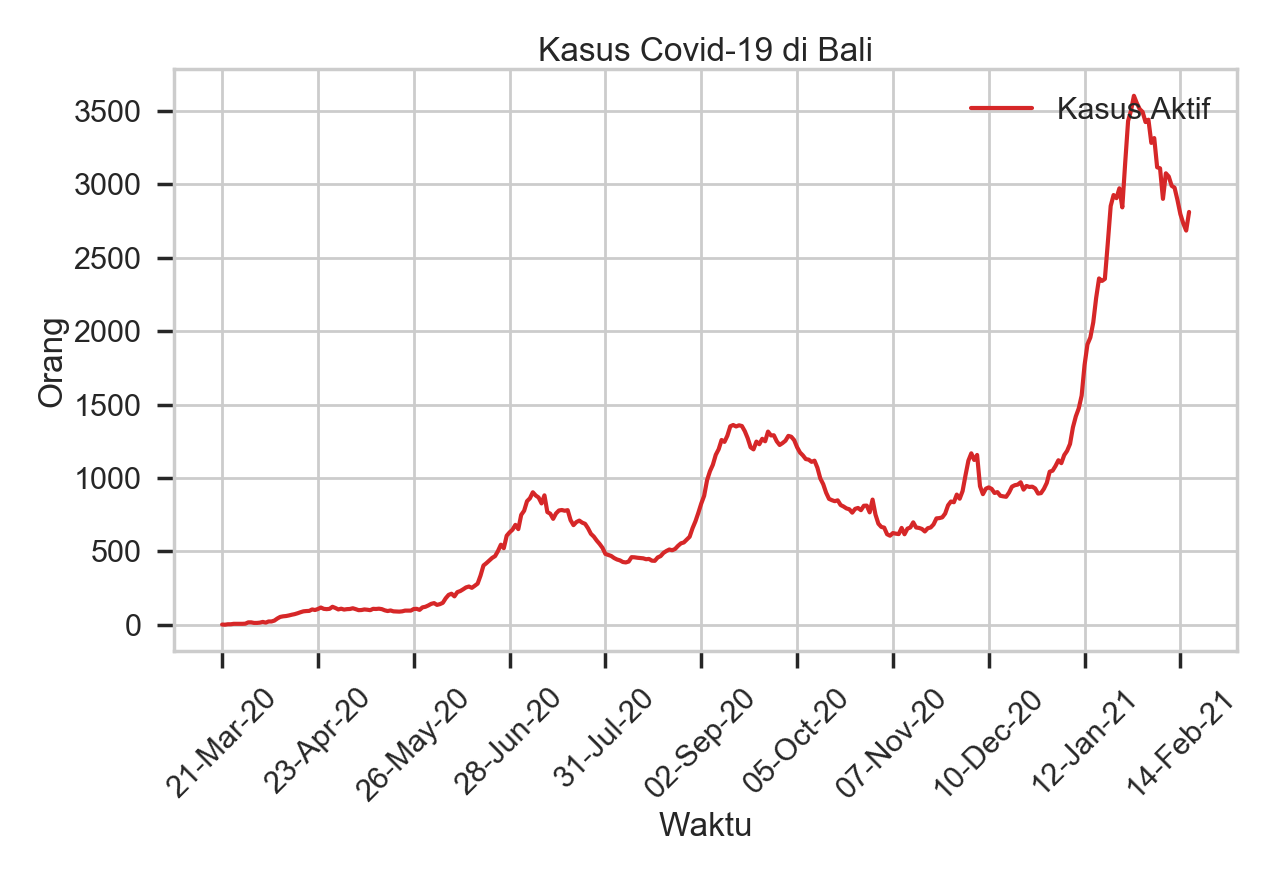 Kasus Covid-19 di Bali
Kasus Aktif
3500
3000
2500
2000
1500
1000
500
0
Orang
21-Mar-20
23-Apr-20
26-May-20
28-Jun-20
31-Jul-20
02-Sep-20
05-Oct-20
07-Nov-20
10-Dec-20
12-Jan-21
14-Feb-21
Waktu